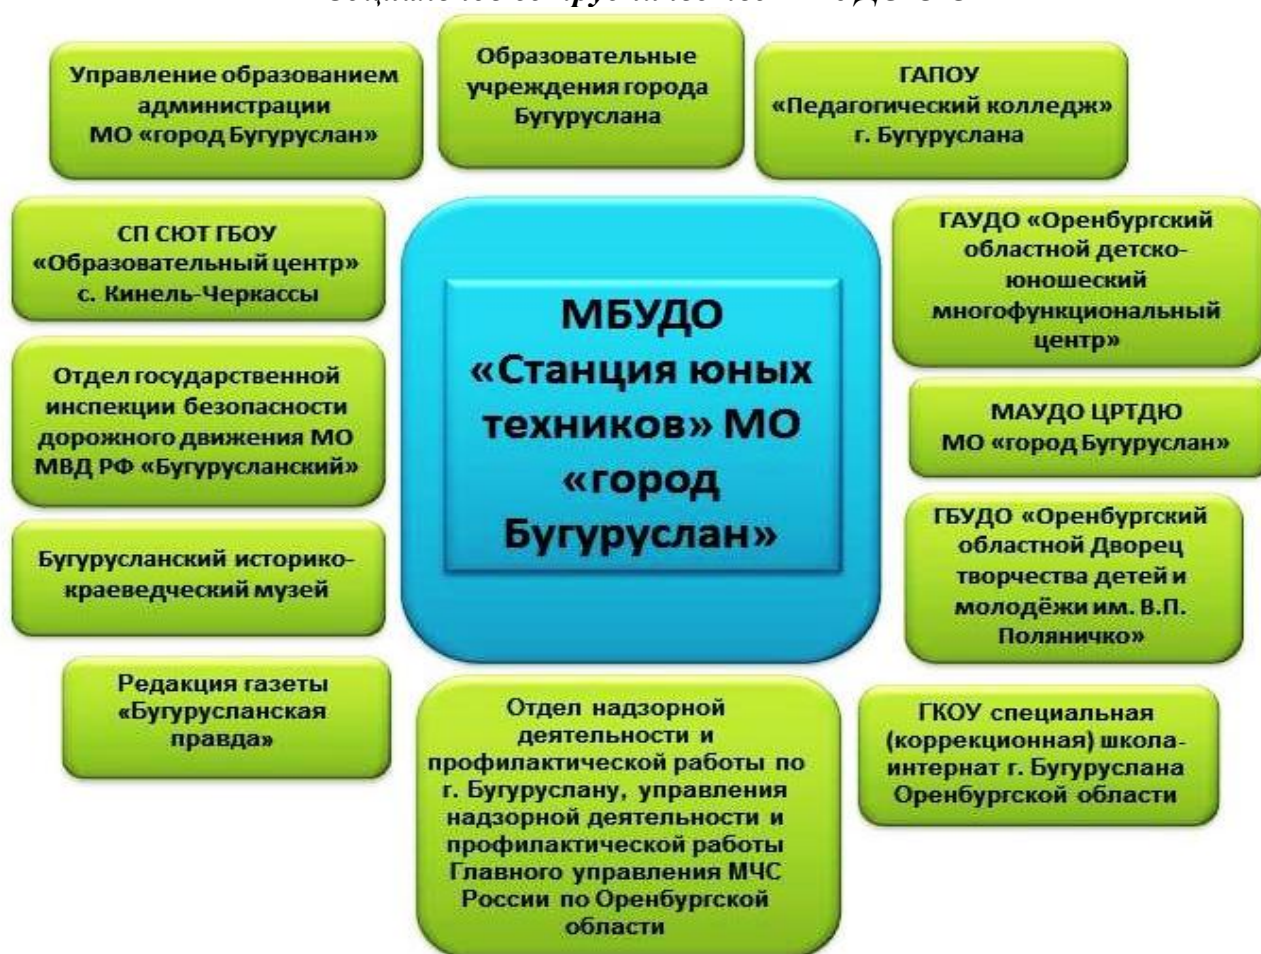 Управление образованием
администрации
МО «город Бугуруслан»
Образовательные
учреждения города
Бугуруслана
ГАПОУ
«Педагогический колледж»
г. Бугуруслана
СП СЮТ ГБОУ
«Образовательный центр»
с. Кинель-Черкассы
ГАУДО «Оренбургский
областной детско-
юношеский
многофункциональный
центр»
МБУДО
«Станция юных
техников» МО
«город
Бугуруслан»
Отдел государственной
инспекции безопасности
дорожного движения МО
МВД РФ «Бугурусланский»
МАУДО ЦРТДЮ
МО «город Бугуруслан»
Бугурусланский историко-
краеведческий музей
ГБУДО «Оренбургский
областной Дворец
творчества детей и
молодёжи им. В.П.
Поляничко»
Редакция газеты
«Бугурусланская
правда»
Отдел надзорной
деятельности и
профилактической работы по
г. Бугуруслану, управления
надзорной деятельности и
профилактической работы
Главного управления МЧС
России по Оренбургской
области
ГКОУ специальная
(коррекционная) школа-
интернат г. Бугуруслана
Оренбургской области